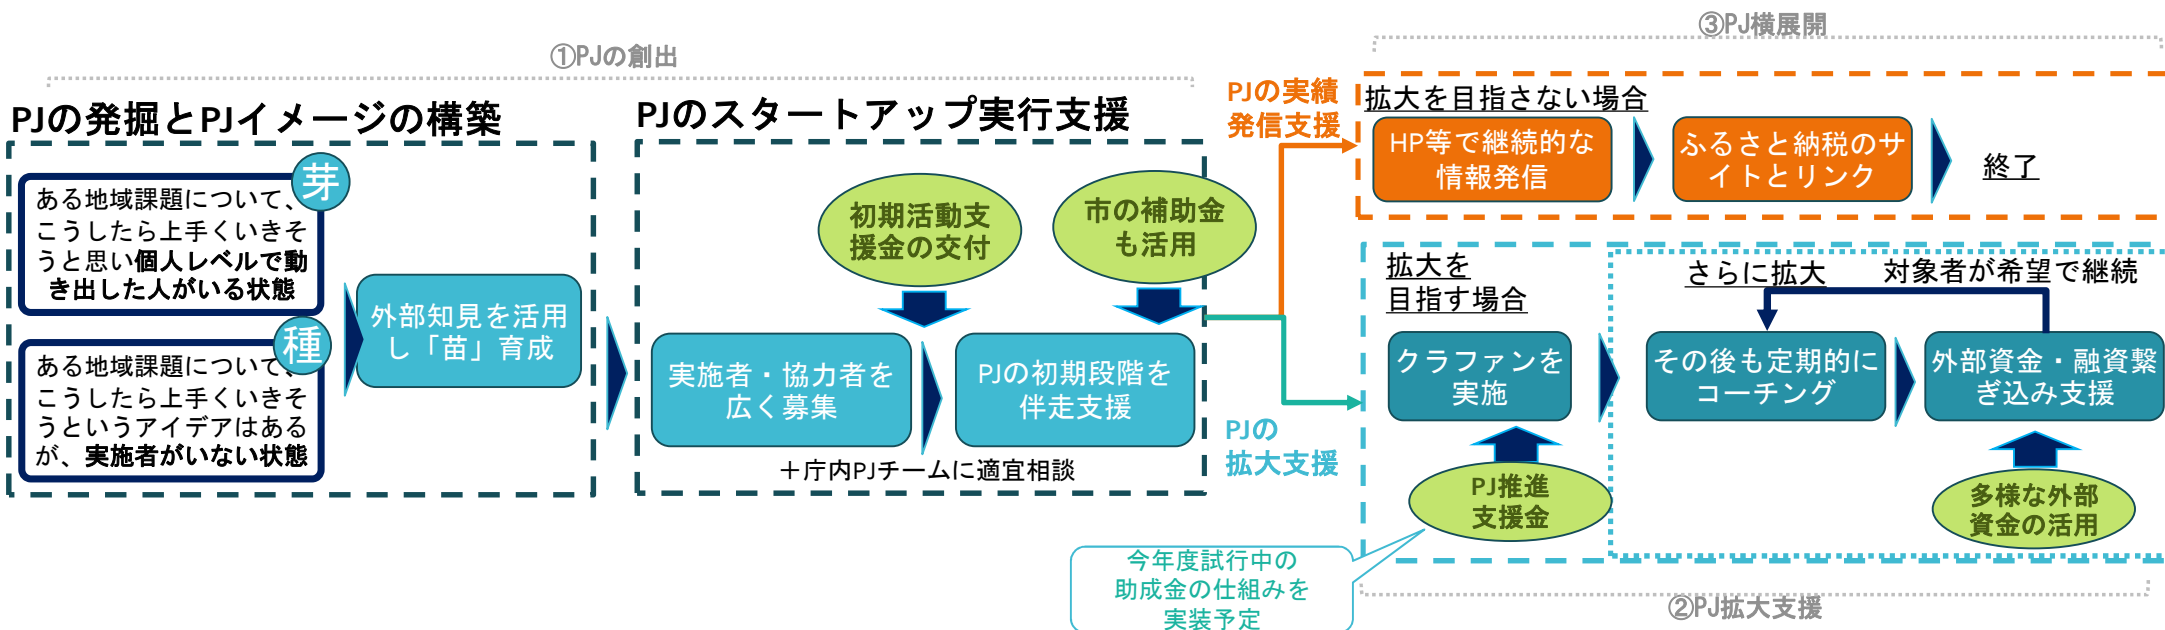 ①PJの創出
PJの発掘とPJイメージの構築
芽
ある地域課題について、
こうしたら上手くいきそ
うと思い個人レベルで動
き出した人がいる状態
種
ある地域課題について、
こうしたら上手くいきそ
うというアイデアはある
が、実施者がいない状態
外部知見を活用
し「苗」育成
PJのスタートアップ実行支援
初期活動支
援金の交付
市の補助金
も活用
実施者・協力者を
広く募集
PJの初期段階を
伴走支援
＋庁内PJチームに適宜相談
PJの実績
発信支援
PJの
拡大支援
③PJ横展開
拡大を目指さない場合
HP等で継続的な
情報発信
ふるさと納税のサ
イトとリンク
終了
拡大を
目指す場合
さらに拡大
対象者が希望で継続
クラファンを
実施
その後も定期的に
コーチング
外部資金・融資繋
ぎ込み支援
PJ推進
支援金
多様な外部
資金の活用
今年度試行中の
助成金の仕組みを
実装予定
②PJ拡大支援